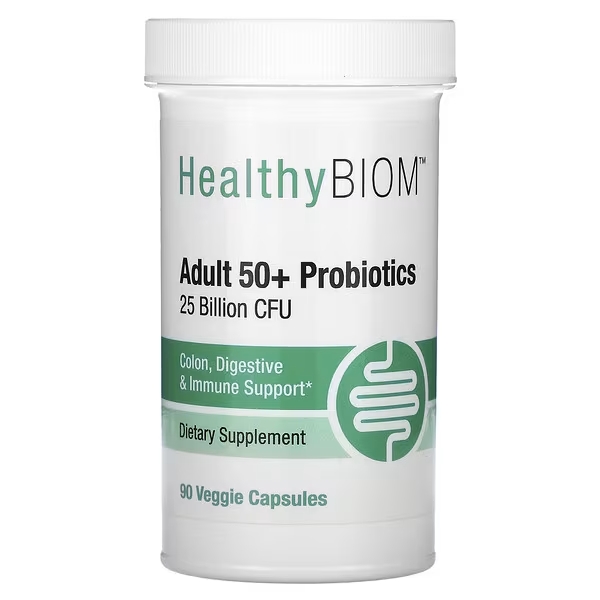 HealthyBIOM™
Adult 50+ Probiotics
25 Billion CFU
Colon, Digestive
& Immune Support*
Dietary Supplement
90 Veggie Capsules